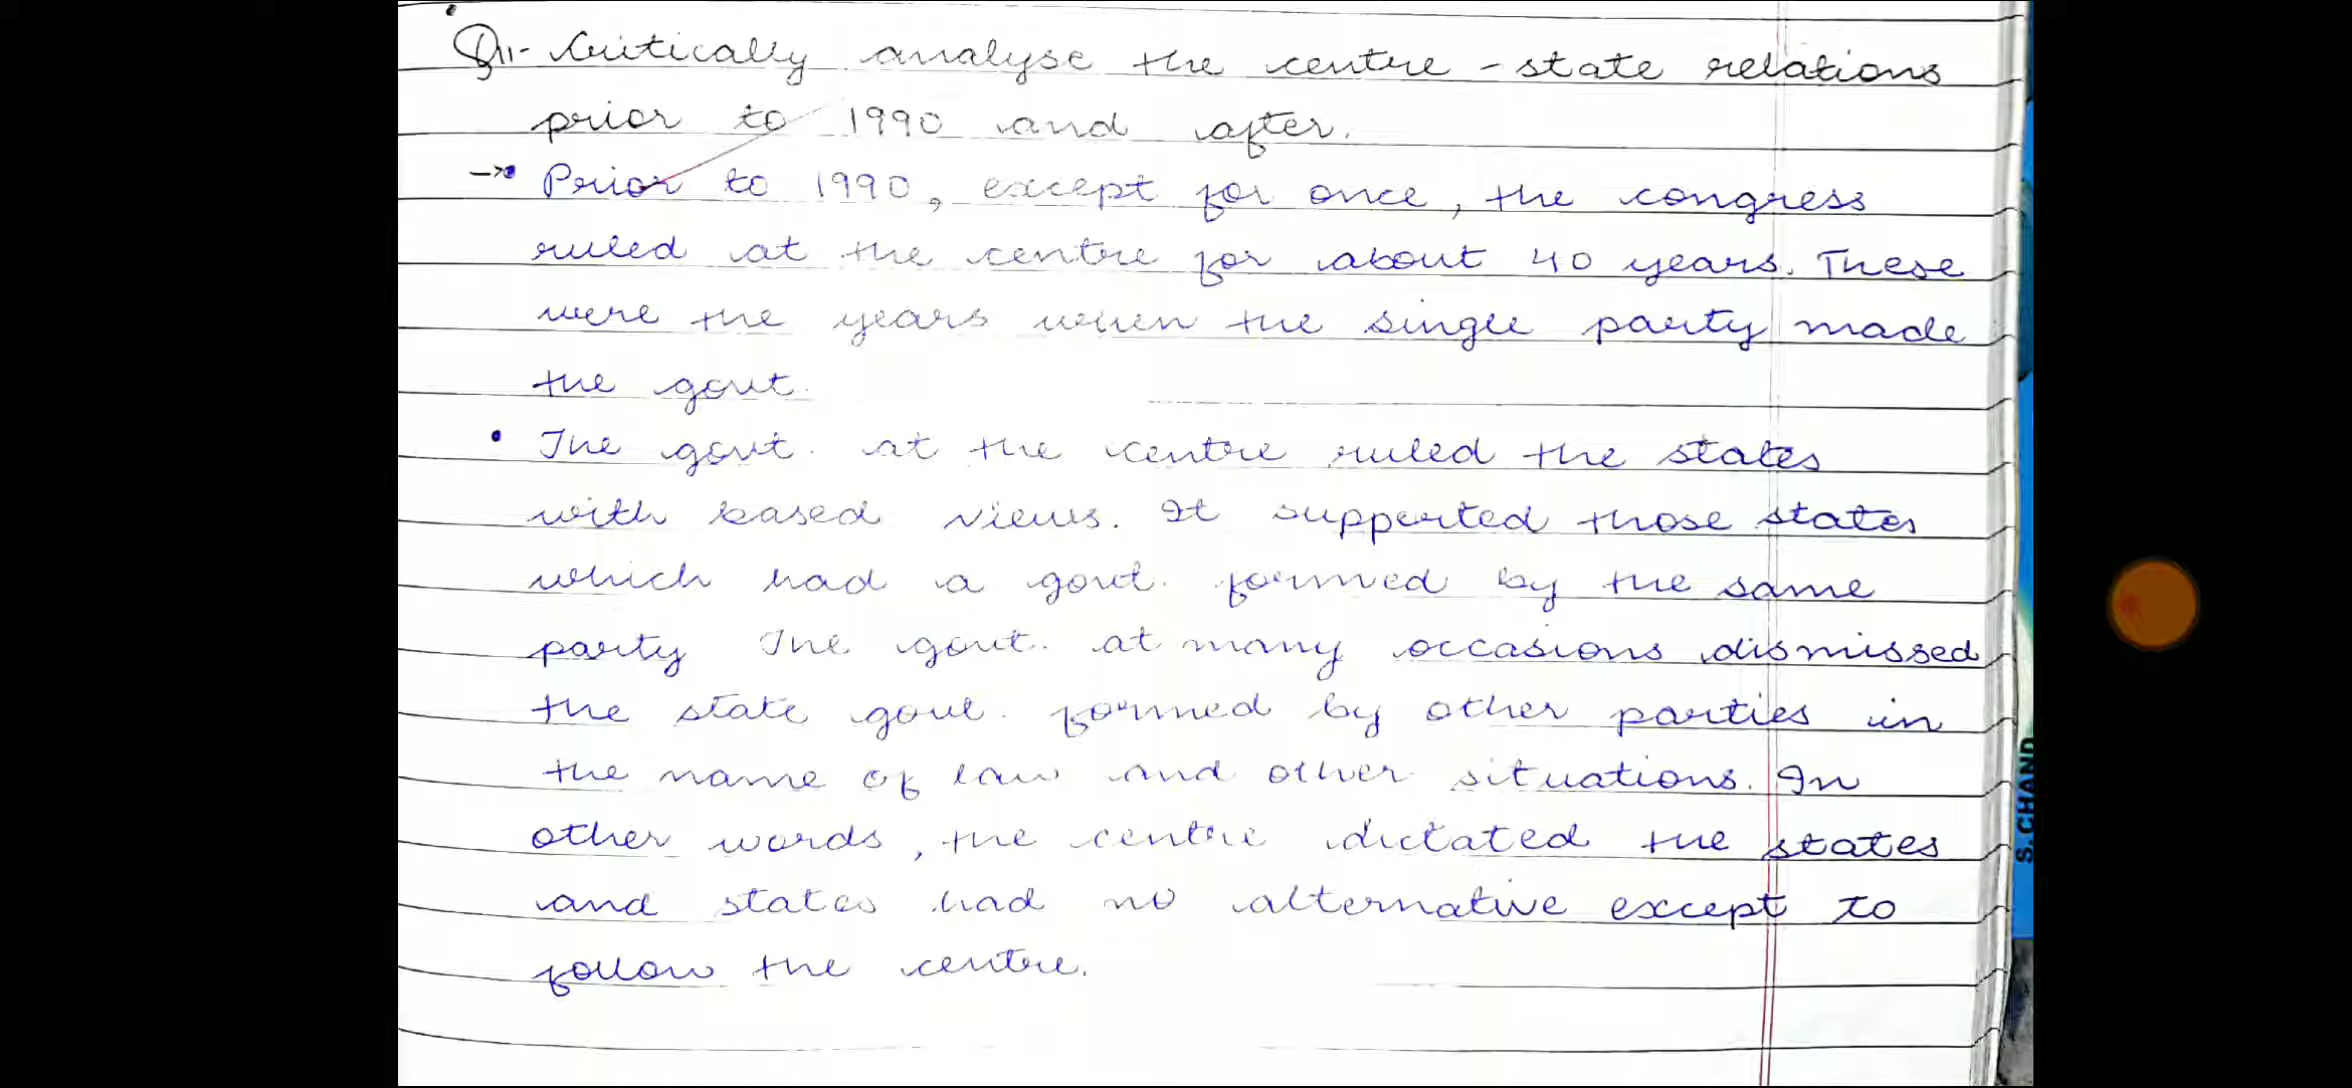 Q11- Critically analyse the centre - state relations
prior to 1990 and after.
→• Prior to 1990, except for once, the congress
ruled at the centre for about 40 years. These
were the years when the single party made
the govt.
• The govt. at the centre ruled the states
with based views. It supported those states
which had a govt. formed by the same
party The govt. at many occasions dismissed
the state govt. formed by other parties in
the name of law and other situations. In
other words, the centre dictated the states
and states had no alternative except to
follow the centre.
S. CHAND